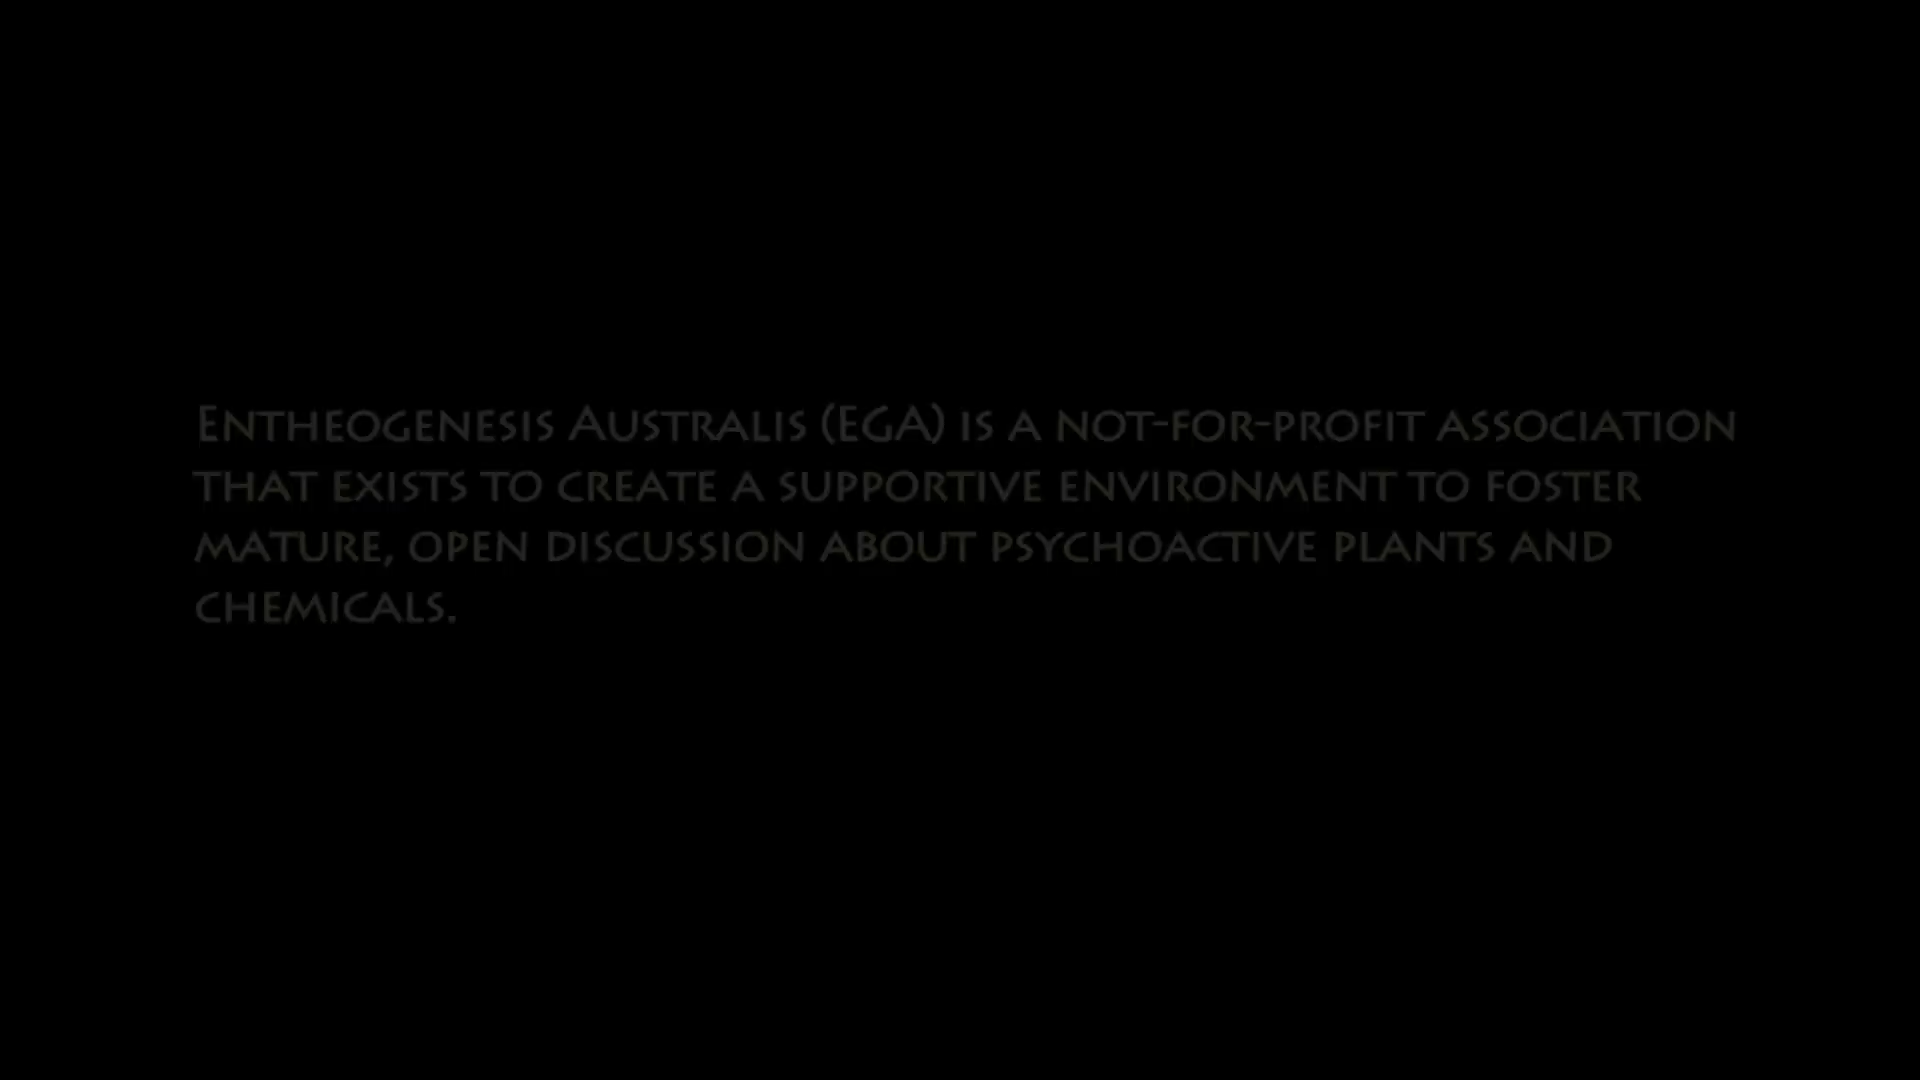 Entheogenesis Australis (EGA) is a not-for-profit association
that exists to create a supportive environment to foster
mature, open discussion about psychoactive plants and
chemicals.